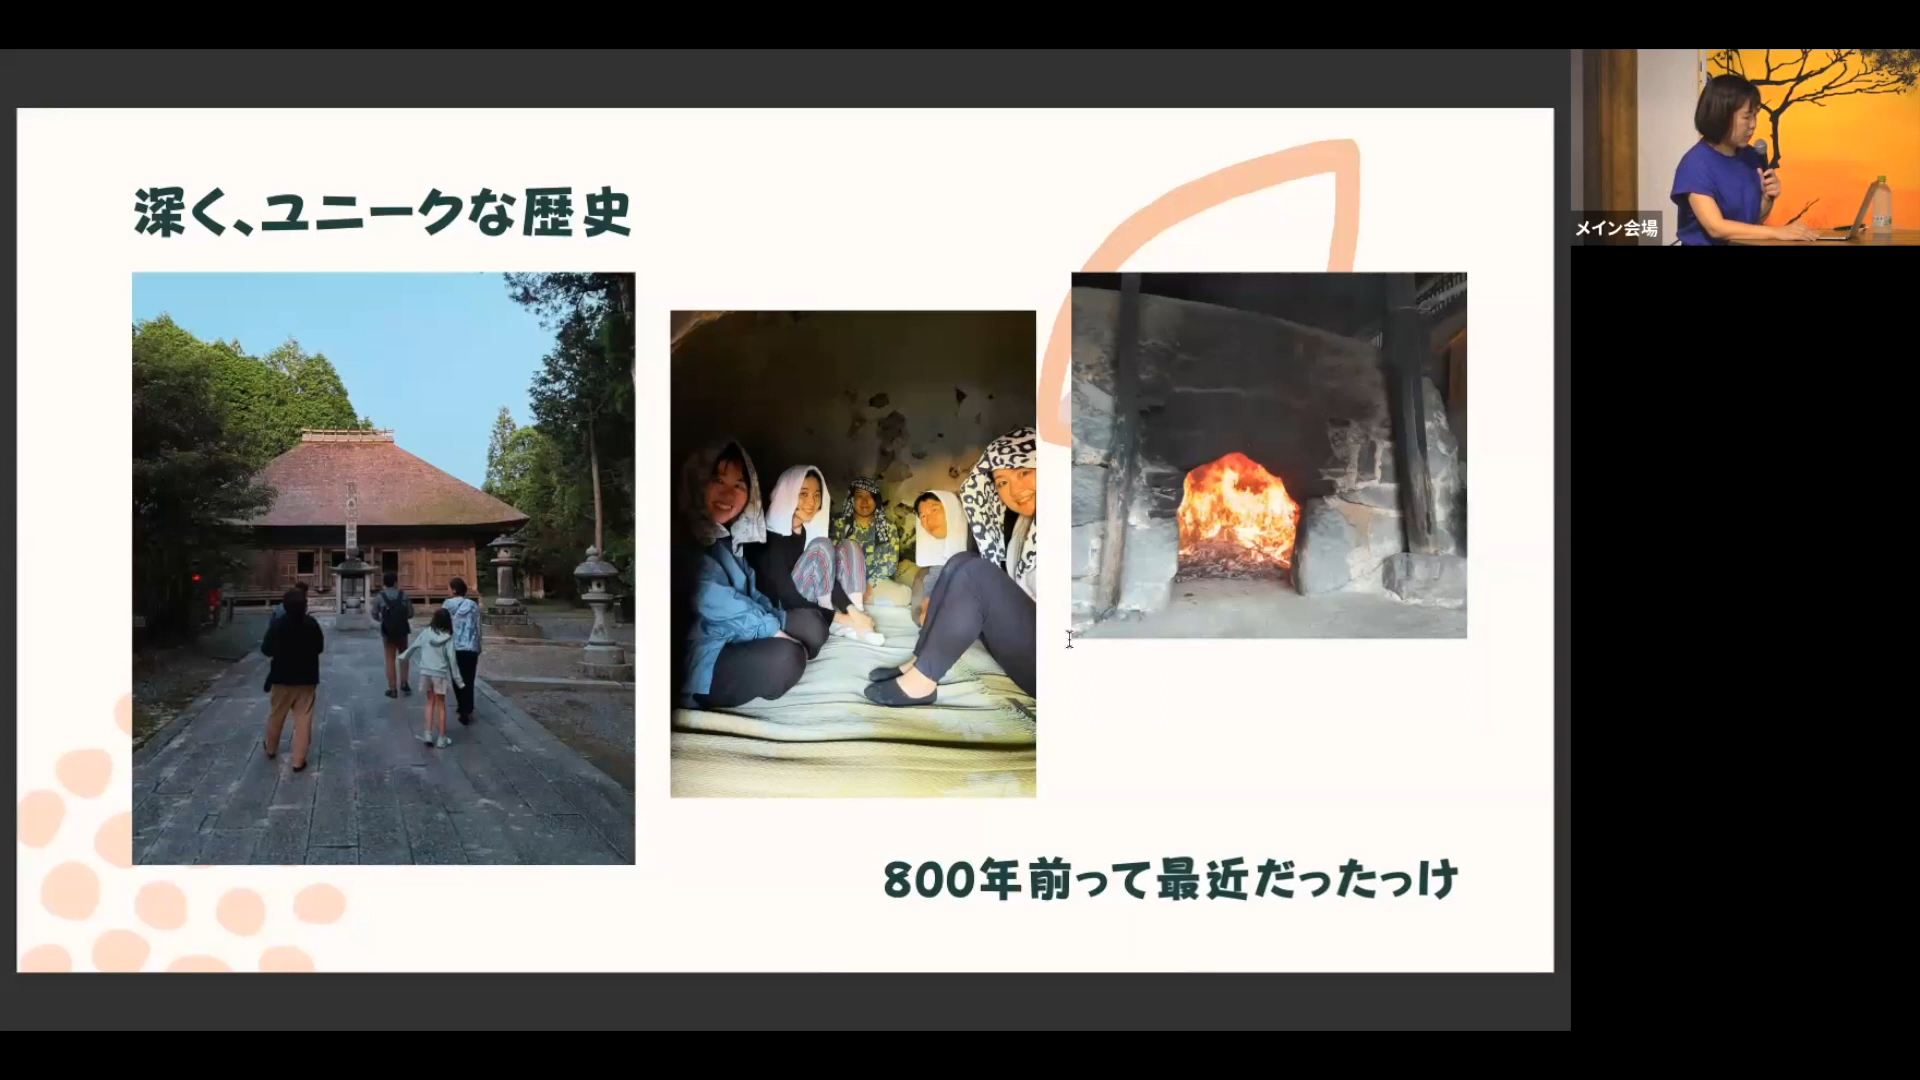 深く、ユニークな歴史
メイン会場
800年前って最近だったっけ